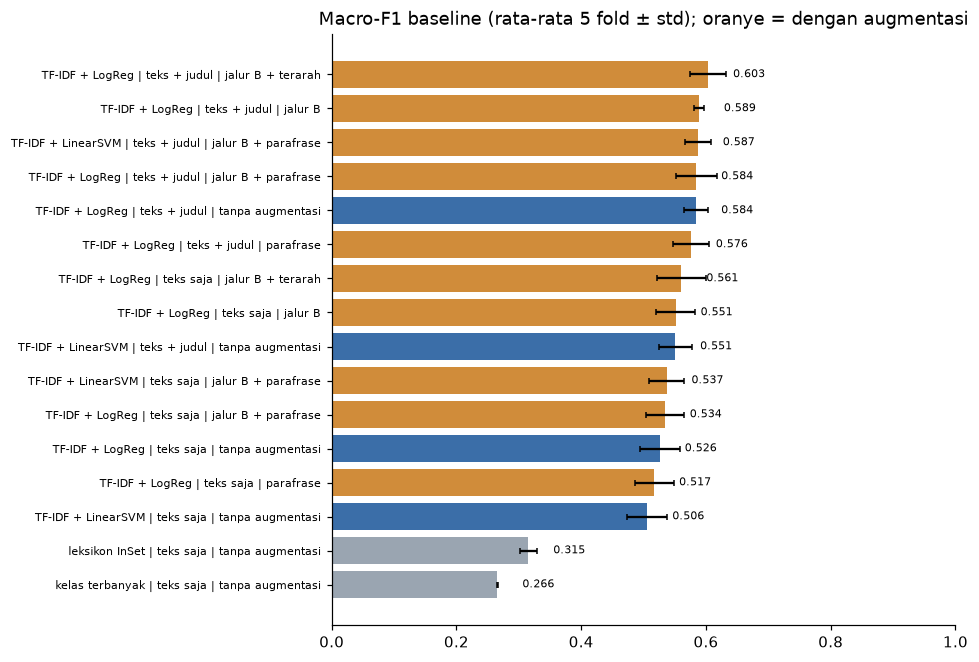 Macro-F1 baseline (rata-rata 5 fold ± std); oranye = dengan augmentasi
TF-IDF + LogReg | teks + judul | jalur B + terarah 0.603
TF-IDF + LogReg | teks + judul | jalur B 0.589
TF-IDF + LinearSVM | teks + judul | jalur B + parafrase 0.587
TF-IDF + LogReg | teks + judul | jalur B + parafrase 0.584
TF-IDF + LogReg | teks + judul | tanpa augmentasi 0.584
TF-IDF + LogReg | teks + judul | parafrase 0.576
TF-IDF + LogReg | teks saja | jalur B + terarah 0.561
TF-IDF + LogReg | teks saja | jalur B 0.551
TF-IDF + LinearSVM | teks + judul | tanpa augmentasi 0.551
TF-IDF + LinearSVM | teks saja | jalur B + parafrase 0.537
TF-IDF + LogReg | teks saja | jalur B + parafrase 0.534
TF-IDF + LogReg | teks saja | tanpa augmentasi 0.526
TF-IDF + LogReg | teks saja | parafrase 0.517
TF-IDF + LinearSVM | teks saja | tanpa augmentasi 0.506
leksikon InSet | teks saja | tanpa augmentasi 0.315
kelas terbanyak | teks saja | tanpa augmentasi 0.266
0.0 0.2 0.4 0.6 0.8 1.0